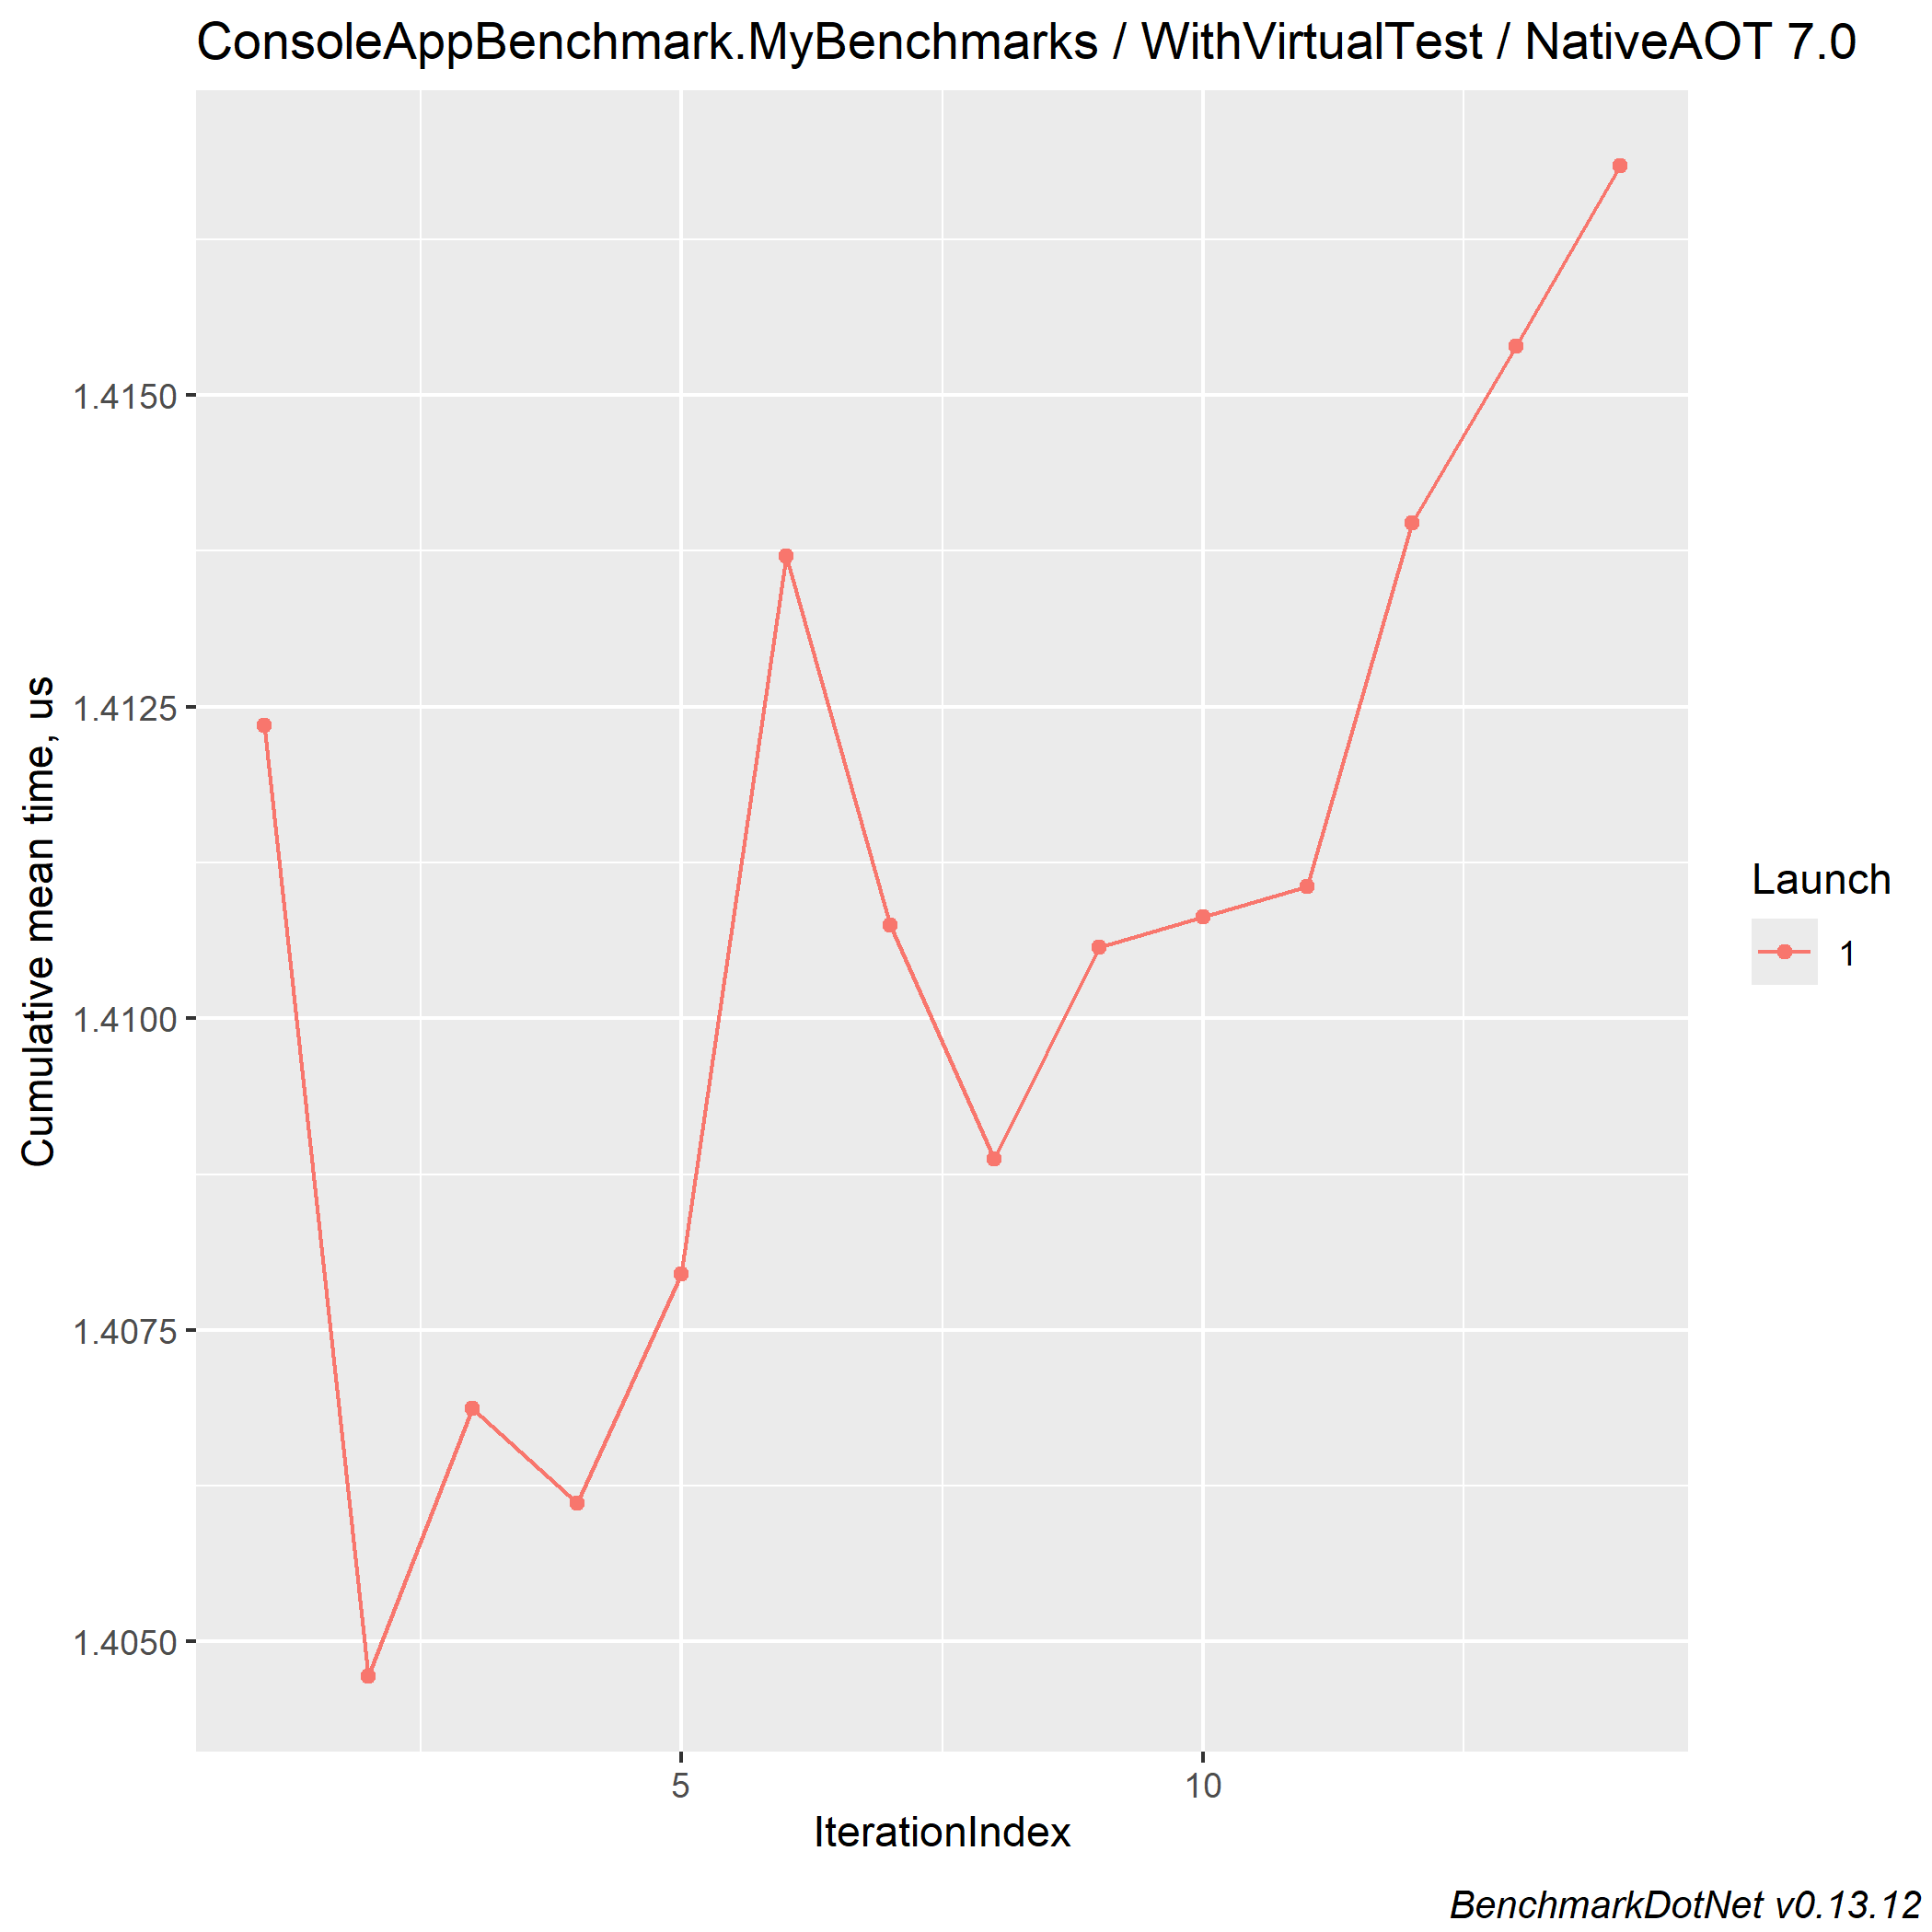 ConsoleAppBenchmark.MyBenchmarks / WithVirtualTest / NativeAOT 7.0
1.4150
1.4125
1.4100
1.4075
1.4050
Cumulative mean time, us
5
10
IterationIndex
Launch
1
BenchmarkDotNet v0.13.12